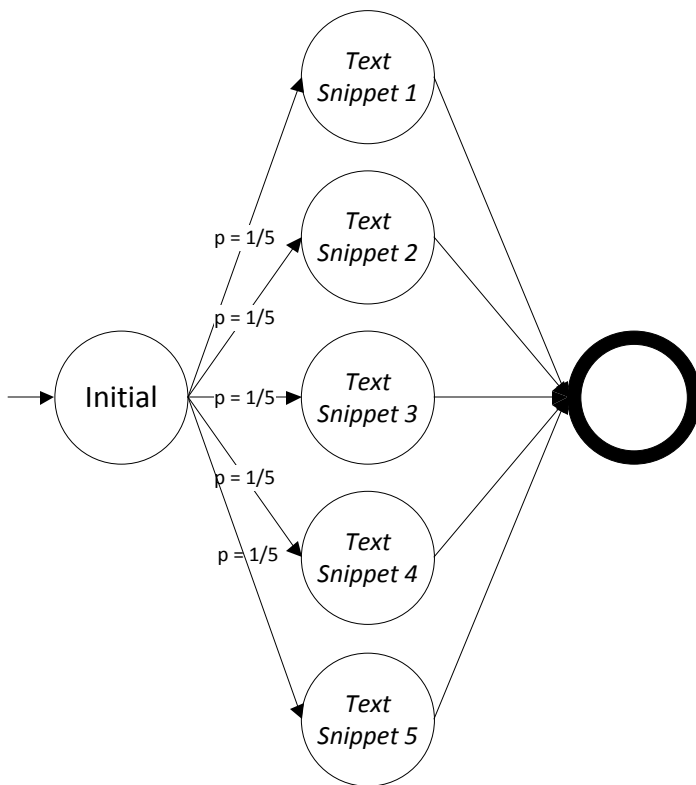 Text
Snippet 1
p = 1/5
Text
Snippet 2
p = 1/5
Initial
p = 1/5
Text
Snippet 3
p = 1/5
Text
Snippet 4
p = 1/5
Text
Snippet 5